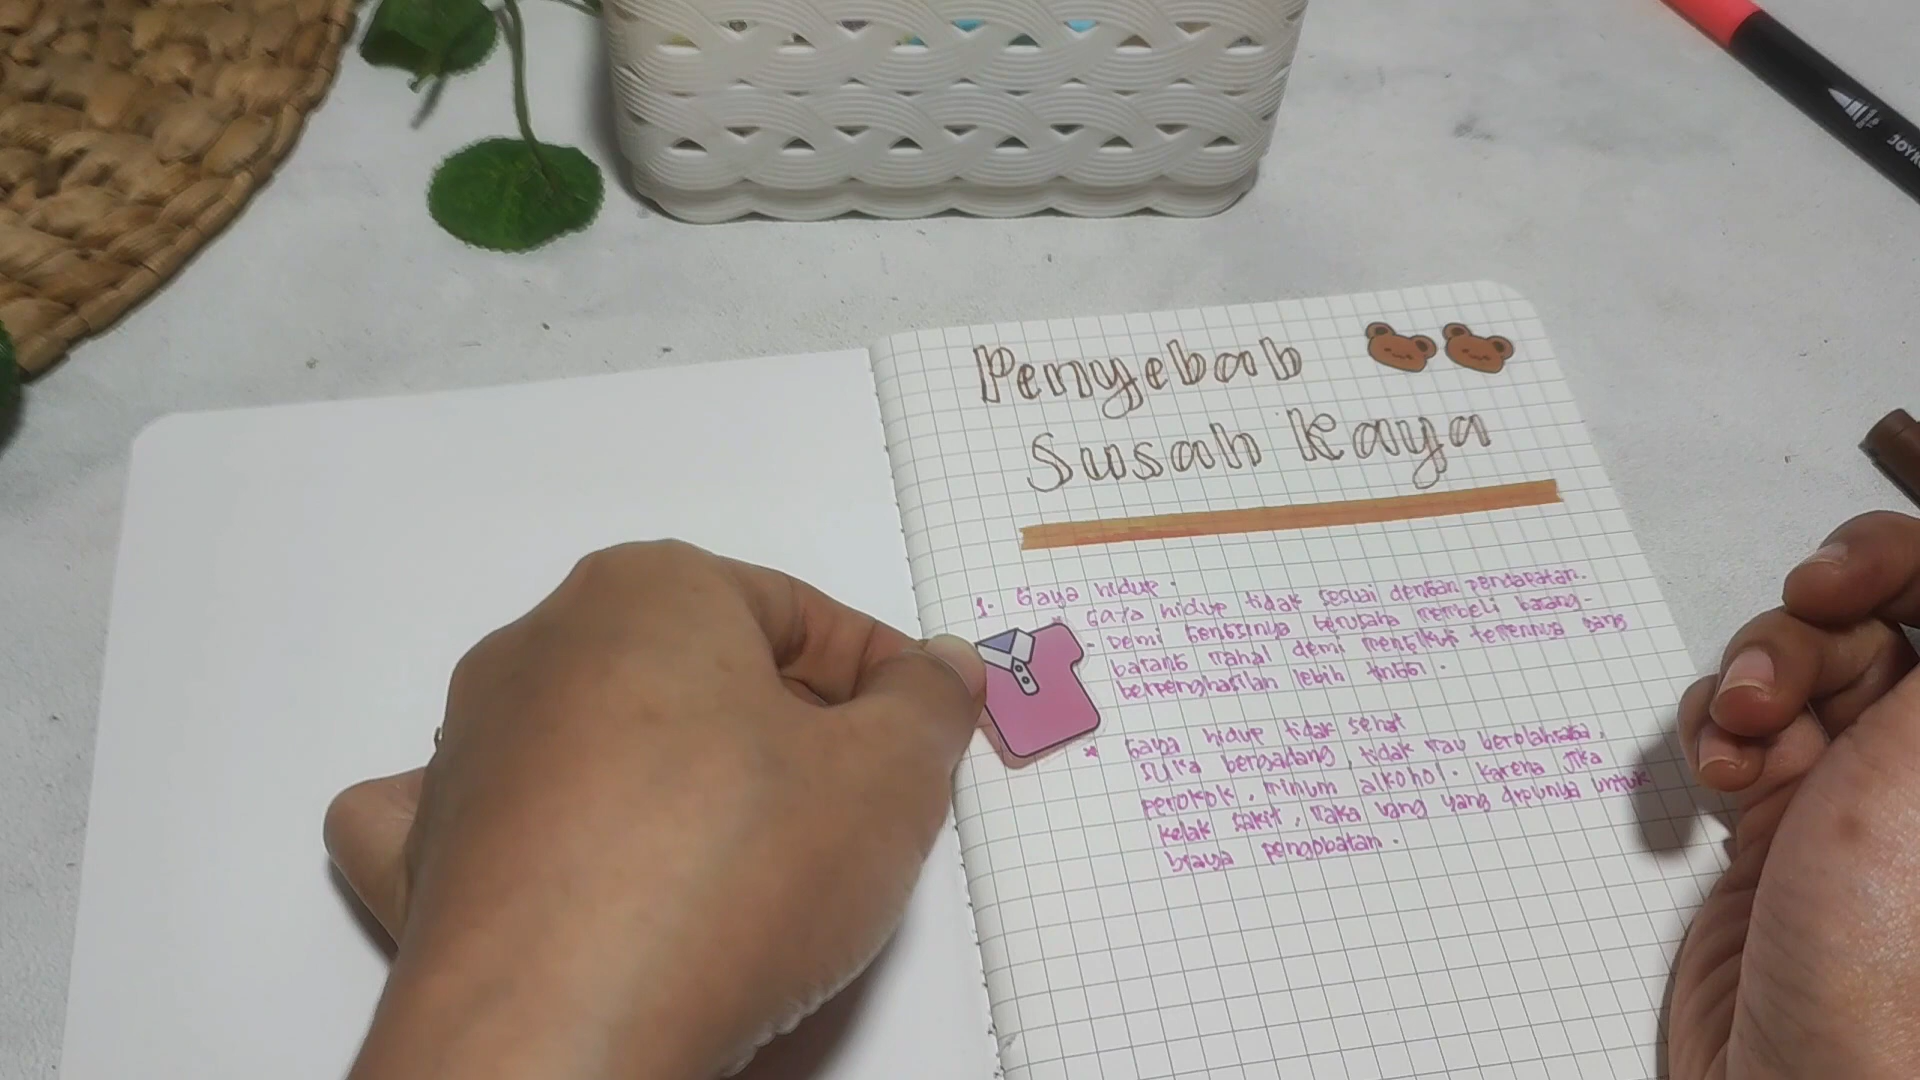 Penyebab
Susah Kaya
1. Gaya hidup.
* Gaya hidup tidak sesuai dengan pendapatan.
- Demi gengsinya berusaha membeli barang-
barang mahal demi mengikuti temennya yang
berpenghasilan lebih tinggi.
* Gaya hidup tidak sehat
suka bergadang, tidak mau berolahraga,
perokok, minum alkohol. Karena jika
kelak sakit, maka uang yang dipunya untuk
biaya pengobatan.